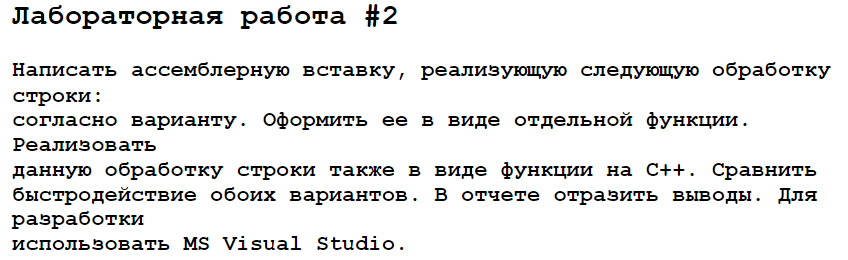 Лабораторная работа #2
Написать ассемблерную вставку, реализующую следующую обработку
строки:
согласно варианту. Оформить ее в виде отдельной функции.
Реализовать
данную обработку строки также в виде функции на C++. Сравнить
быстродействие обоих вариантов. В отчете отразить выводы. Для
разработки
использовать MS Visual Studio.